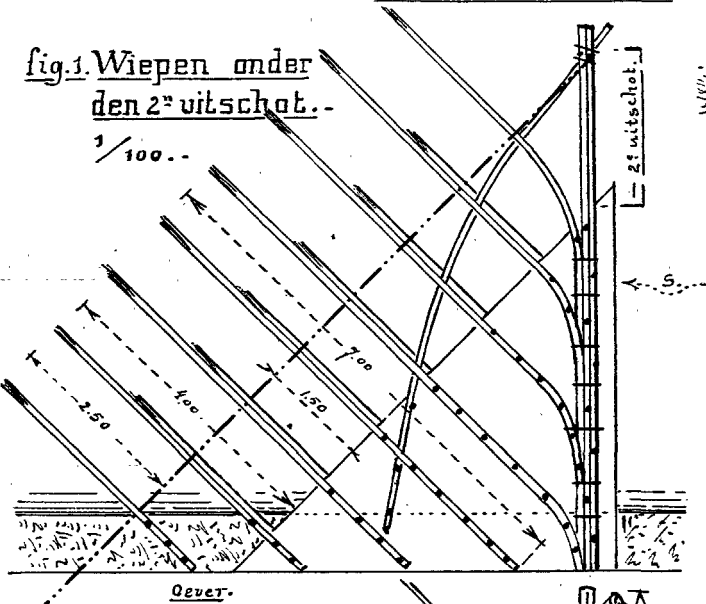 fig.1. Wiepen onder
den 2ⁿ uitschot.-
1/100.-
2ᵉ uitschot.
S.
7.00
1.50
4.00
2.50
Oever.